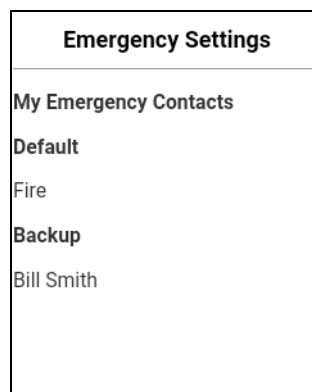 Emergency Settings
My Emergency Contacts
Default
Fire
Backup
Bill Smith